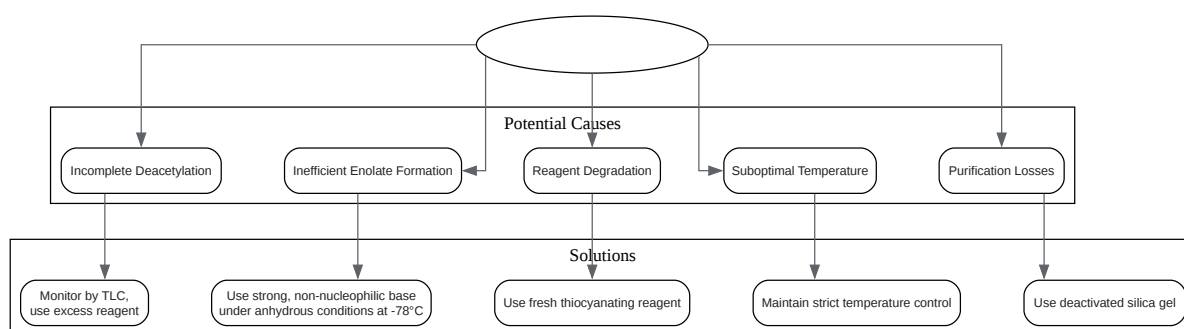 Potential Causes
Incomplete Deacetylation
Inefficient Enolate Formation
Reagent Degradation
Suboptimal Temperature
Purification Losses
Solutions
Monitor by TLC,
use excess reagent
Use strong, non-nucleophilic base
under anhydrous conditions at -78°C
Use fresh thiocyanating reagent
Maintain strict temperature control
Use deactivated silica gel